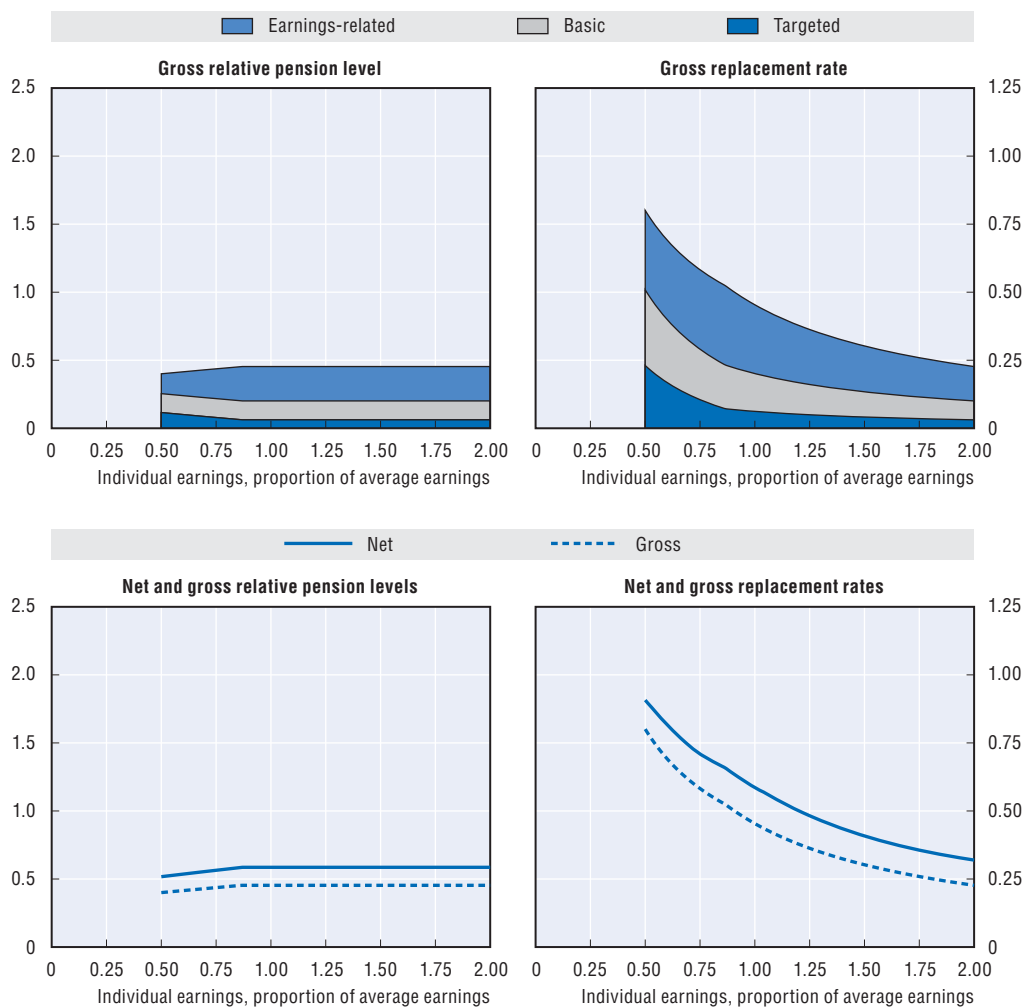 Earnings-related Basic Targeted
Gross relative pension level Gross replacement rate
2.5 1.25
2.0 1.00
1.5 0.75
1.0 0.50
0.5 0.25
0 0
0 0.25 0.50 0.75 1.00 1.25 1.50 1.75 2.00 0 0.25 0.50 0.75 1.00 1.25 1.50 1.75 2.00
Individual earnings, proportion of average earnings Individual earnings, proportion of average earnings
Net Gross
Net and gross relative pension levels Net and gross replacement rates
2.5 1.25
2.0 1.00
1.5 0.75
1.0 0.50
0.5 0.25
0 0
0 0.25 0.50 0.75 1.00 1.25 1.50 1.75 2.00 0 0.25 0.50 0.75 1.00 1.25 1.50 1.75 2.00
Individual earnings, proportion of average earnings Individual earnings, proportion of average earnings